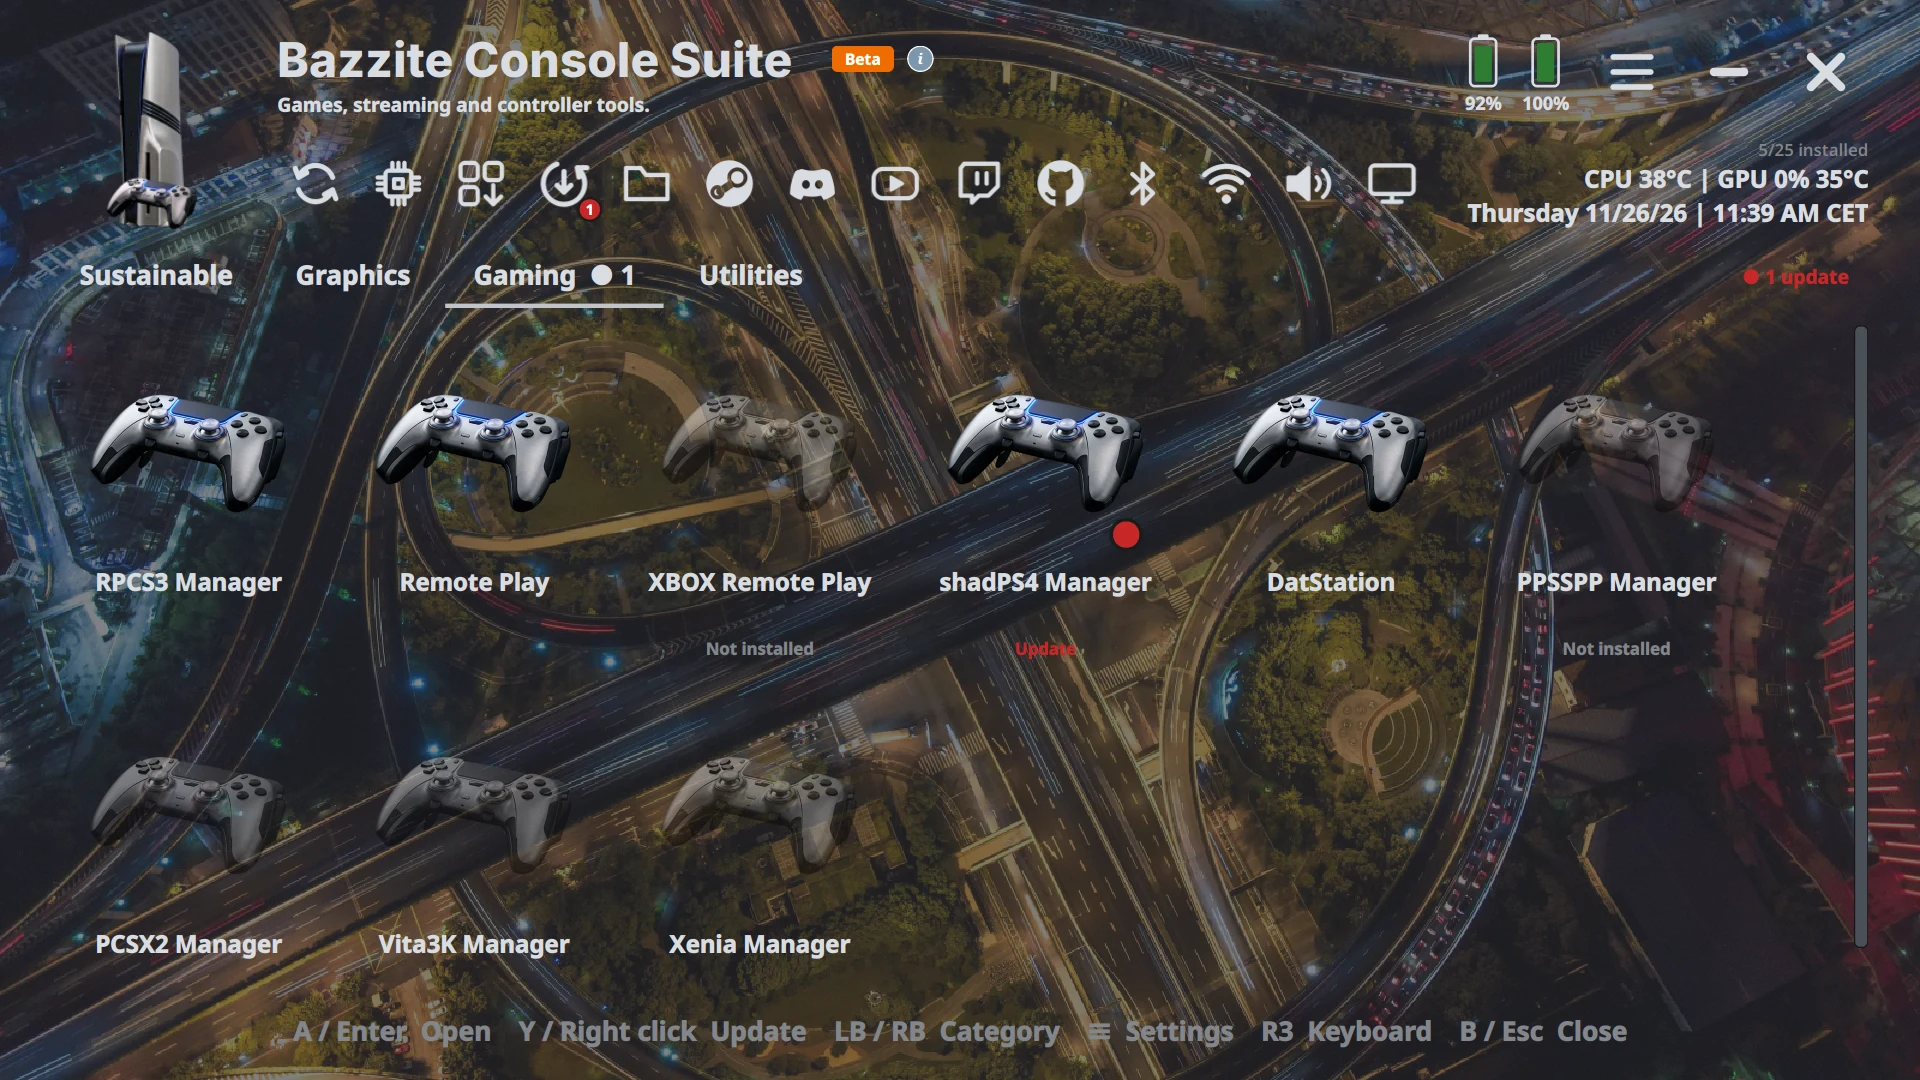 Bazzite Console Suite
Beta
i
Games, streaming and controller tools.
92%
100%
1
5/25 installed
CPU 38°C | GPU 0% 35°C
Thursday 11/26/26 | 11:39 AM CET
Sustainable
Graphics
Gaming ● 1
Utilities
1 update
RPCS3 Manager
Remote Play
XBOX Remote Play
shadPS4 Manager
DatStation
PPSSPP Manager
Not installed
Update
Not installed
PCSX2 Manager
Vita3K Manager
Xenia Manager
A / Enter Open Y / Right click Update LB / RB Category ≡ Settings R3 Keyboard B / Esc Close